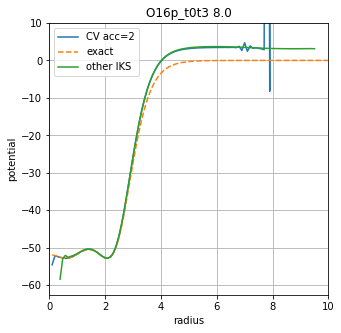 O16p_t0t3 8.0
CV acc=2
exact
other IKS
10
0
−10
−20
−30
−40
−50
−60
potential
0 2 4 6 8 10
radius